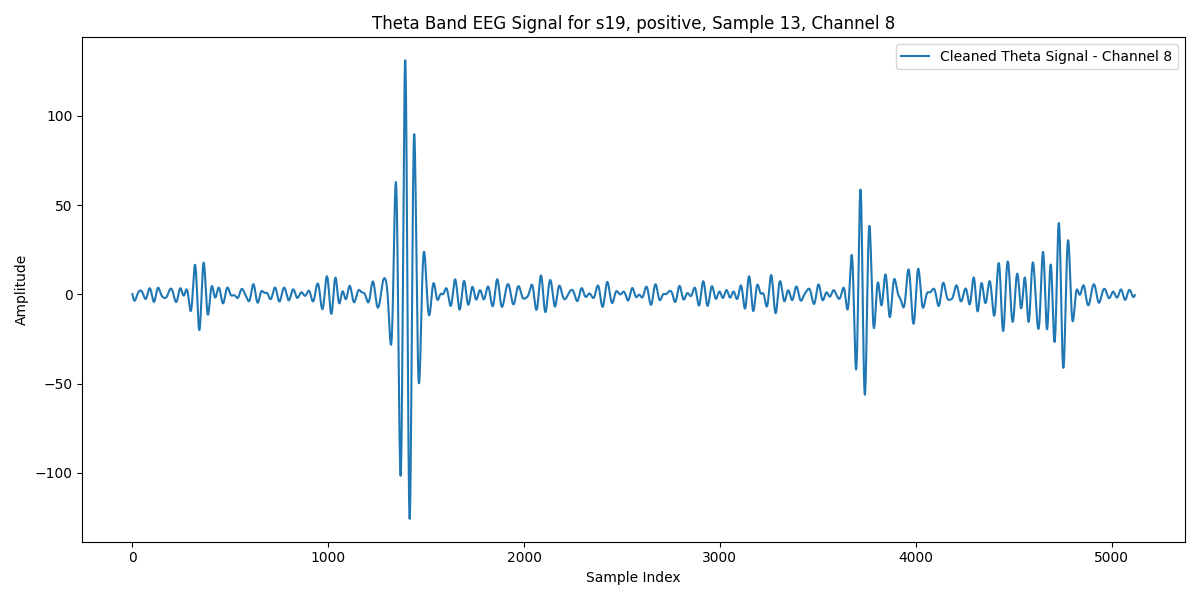 Theta Band EEG Signal for s19, positive, Sample 13, Channel 8
Cleaned Theta Signal - Channel 8
Amplitude
100
50
0
−50
−100
0 1000 2000 3000 4000 5000
Sample Index